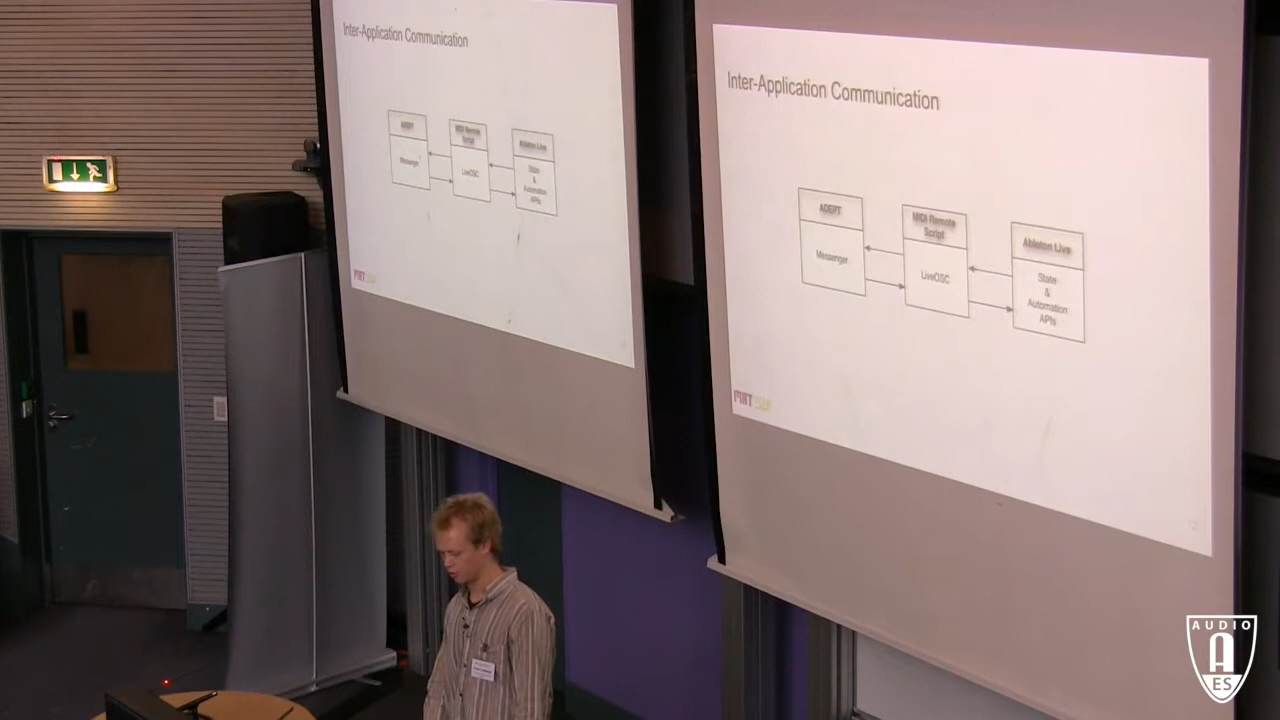 Inter-Application Communication
ADEPT
Messenger
MIDI Remote
Script
LiveOSC
Ableton Live
State
&
Automation
APIs
Inter-Application Communication
ADEPT
Messenger
MIDI Remote
Script
LiveOSC
Ableton Live
State
&
Automation
APIs
12
AUDIO
A
ES